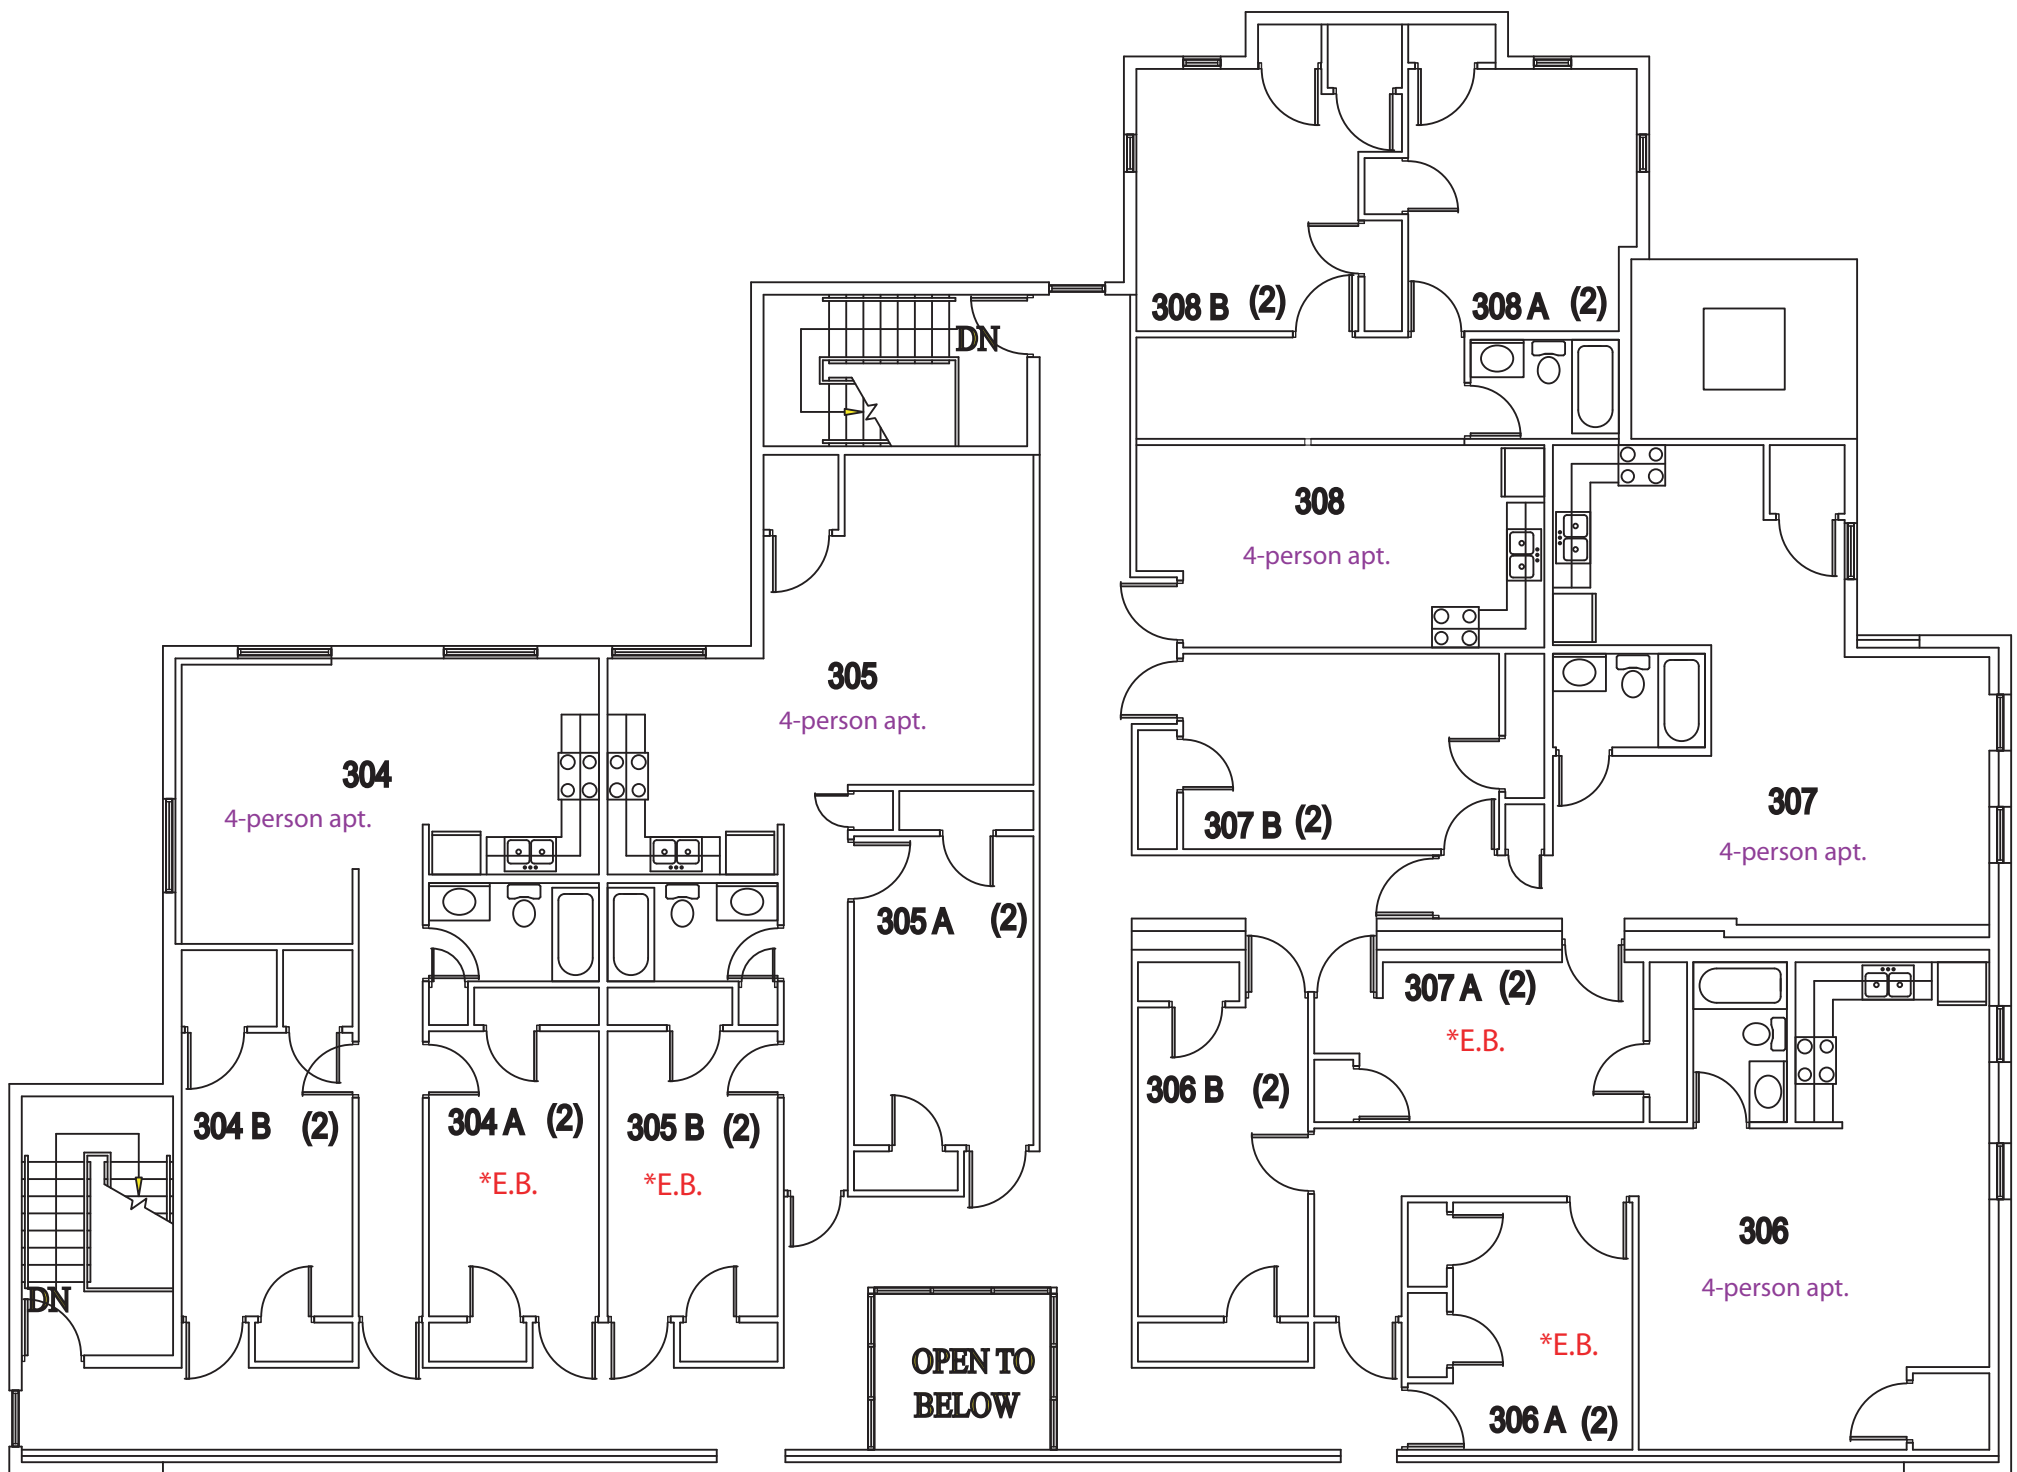 308 B (2)
308 A (2)
DN
308
4-person apt.
305
4-person apt.
304
4-person apt.
307 B (2)
307
4-person apt.
305 A (2)
307 A (2)
*E.B.
306 B (2)
304 B (2)
304 A (2)
*E.B.
305 B (2)
*E.B.
306
4-person apt.
DN
*E.B.
306 A (2)
OPEN TO
BELOW